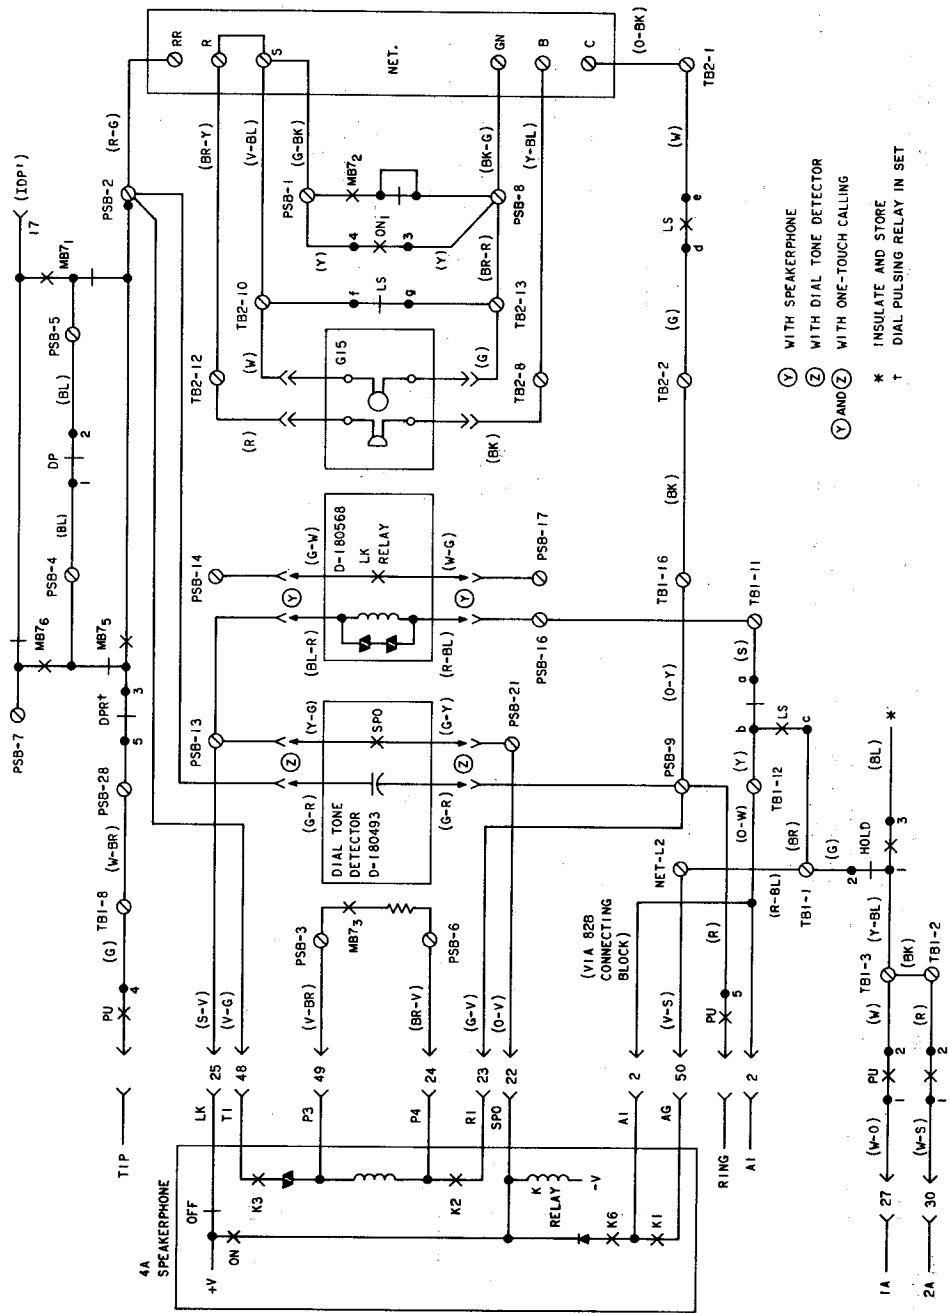 4A
SPEAKERPHONE
+V
OFF
ON
LK
25
(S-V)
T1
48
(V-G)
K3
P3
49
(V-BR)
P4
24
(BR-V)
K2
R1
23
(G-V)
SPO
22
(O-V)
K
RELAY
-V
K6
K1
A1
2
AG
50
(V-S)
TIP
PU
4
(G)
TB1-8
(W-BR)
PSB-28
5
DPR†
3
MB7₅
MB7₆
PSB-7
PSB-4
(BL)
1
DP
2
(BL)
PSB-5
MB7₁
17
(IDP')
PSB-2
(R-G)
RR
R
S
NET.
GN
B
C
(O-BK)
TB2-1
PSB-3
MB7₃
PSB-6
DIAL TONE
DETECTOR
D-180493
(G-R)
Z
(Y-G)
PSB-13
SPO
(G-R)
Z
(G-Y)
PSB-21
(BL-R)
Y
(G-W)
PSB-14
D-180568
LK
RELAY
(R-BL)
Y
(W-G)
PSB-16
PSB-17
(R)
TB2-12
(W)
TB2-10
G15
(BK)
TB2-8
(G)
TB2-13
f
LS
g
(BR-Y)
(V-BL)
(G-BK)
PSB-1
MB7₂
(Y)
4
ON₁
3
(Y)
PSB-8
(BR-R)
(BK-G)
(Y-BL)
(W)
e
LS
d
(G)
TB2-2
(BK)
TB1-16
(O-Y)
PSB-9
(VIA 82B
CONNECTING
BLOCK)
NET-L2
(R-BL)
RING
PU
5
(R)
A1
2
(O-W)
TB1-12
(Y)
b
a
(S)
TB1-11
LS
c
(BR)
TB1-1
(G)
2
HOLD
1
3
(BL)
*
1A
27
(W-O)
1
PU
2
(W)
TB1-3
(Y-BL)
(BK)
2A
30
(W-S)
1
2
(R)
TB1-2
Y WITH SPEAKERPHONE
Z WITH DIAL TONE DETECTOR
Y AND Z WITH ONE-TOUCH CALLING
* INSULATE AND STORE
† DIAL PULSING RELAY IN SET